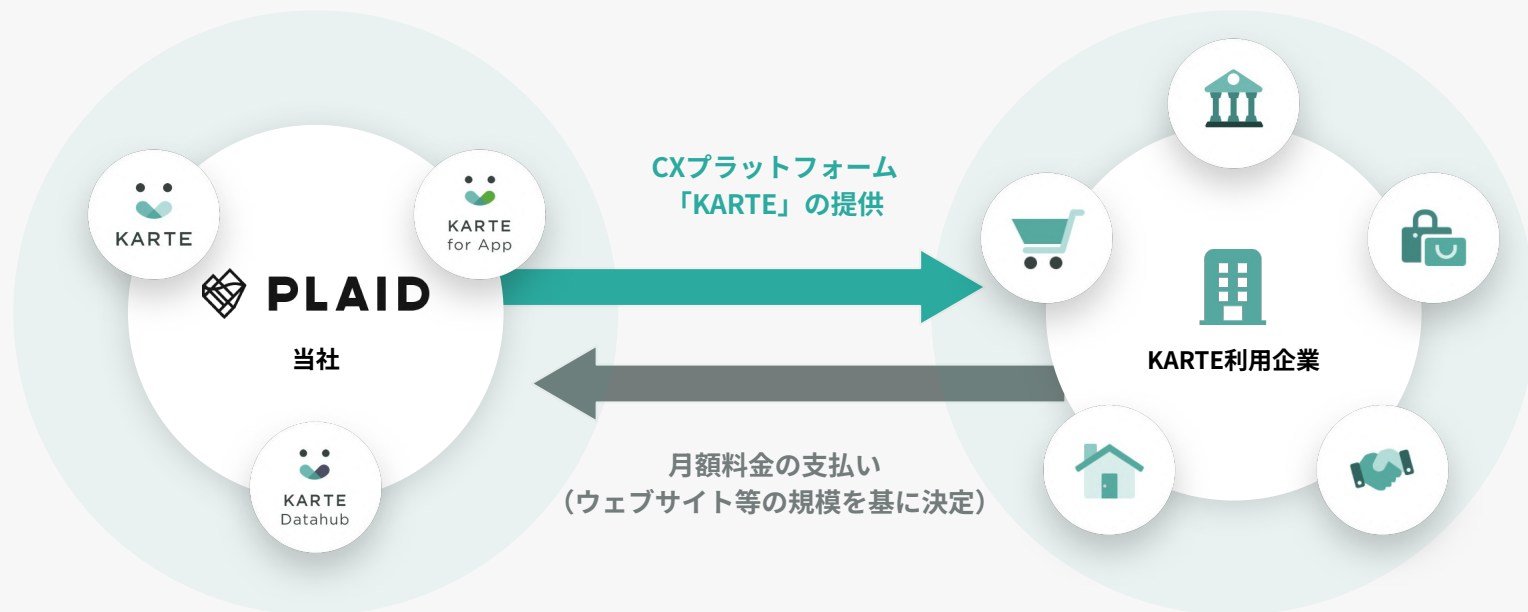 KARTE
KARTE
for App
PLAID
当社
KARTE
Datahub
CXプラットフォーム
「KARTE」の提供
月額料金の支払い
（ウェブサイト等の規模を基に決定）
KARTE利用企業